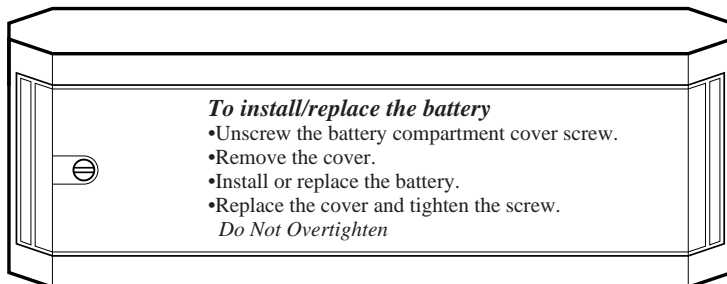 To install/replace the battery
•Unscrew the battery compartment cover screw.
•Remove the cover.
•Install or replace the battery.
•Replace the cover and tighten the screw.
Do Not Overtighten